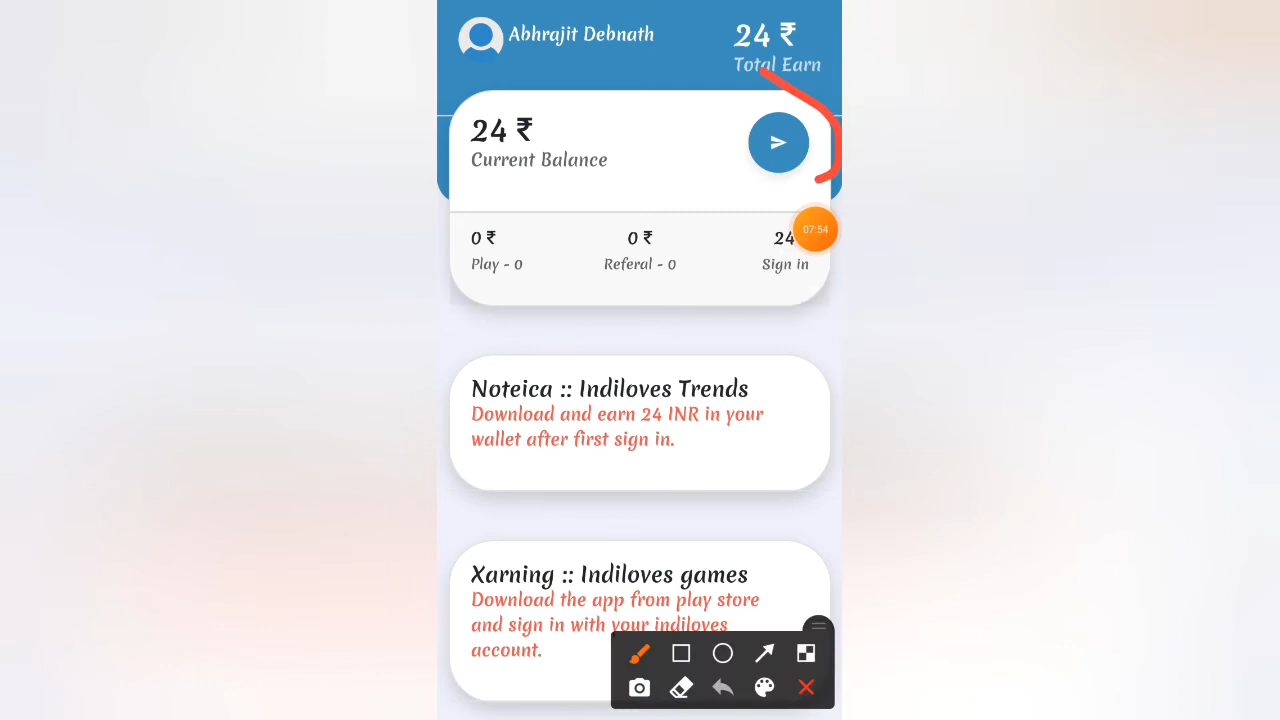 Abhrajit Debnath
24 ₹
Total Earn
24 ₹
Current Balance
0 ₹
0 ₹
24
Play - 0
Referal - 0
Sign in
07:54
Noteica :: Indiloves Trends
Download and earn 24 INR in your
wallet after first sign in.
Xarning :: Indiloves games
Download the app from play store
and sign in with your indiloves
account.